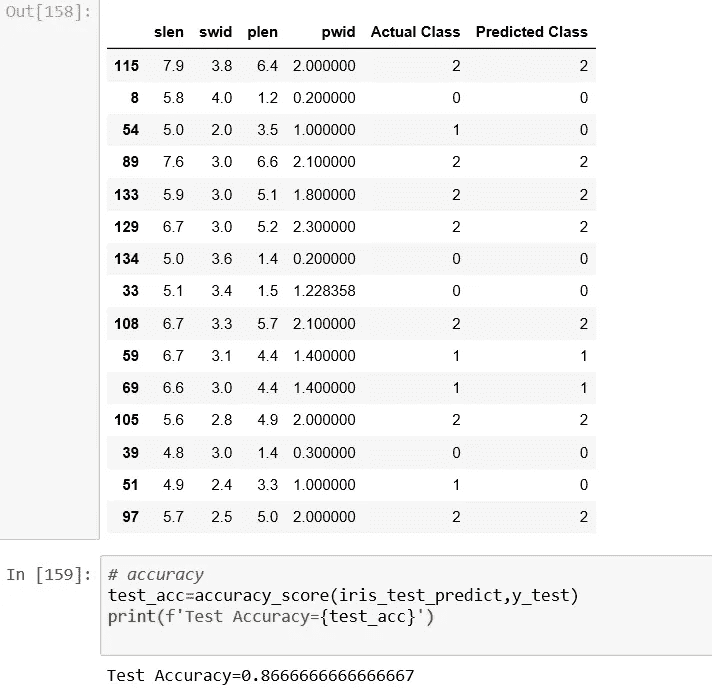 Out[158]:
slen swid plen pwid Actual Class Predicted Class
115 7.9 3.8 6.4 2.000000 2 2
8 5.8 4.0 1.2 0.200000 0 0
54 5.0 2.0 3.5 1.000000 1 0
89 7.6 3.0 6.6 2.100000 2 2
133 5.9 3.0 5.1 1.800000 2 2
129 6.7 3.0 5.2 2.300000 2 2
134 5.0 3.6 1.4 0.200000 0 0
33 5.1 3.4 1.5 1.228358 0 0
108 6.7 3.3 5.7 2.100000 2 2
59 6.7 3.1 4.4 1.400000 1 1
69 6.6 3.0 4.4 1.400000 1 1
105 5.6 2.8 4.9 2.000000 2 2
39 4.8 3.0 1.4 0.300000 0 0
51 4.9 2.4 3.3 1.000000 1 0
97 5.7 2.5 5.0 2.000000 2 2
In [159]: # accuracy
test_acc=accuracy_score(iris_test_predict,y_test)
print(f'Test Accuracy={test_acc}')
Test Accuracy=0.8666666666666667